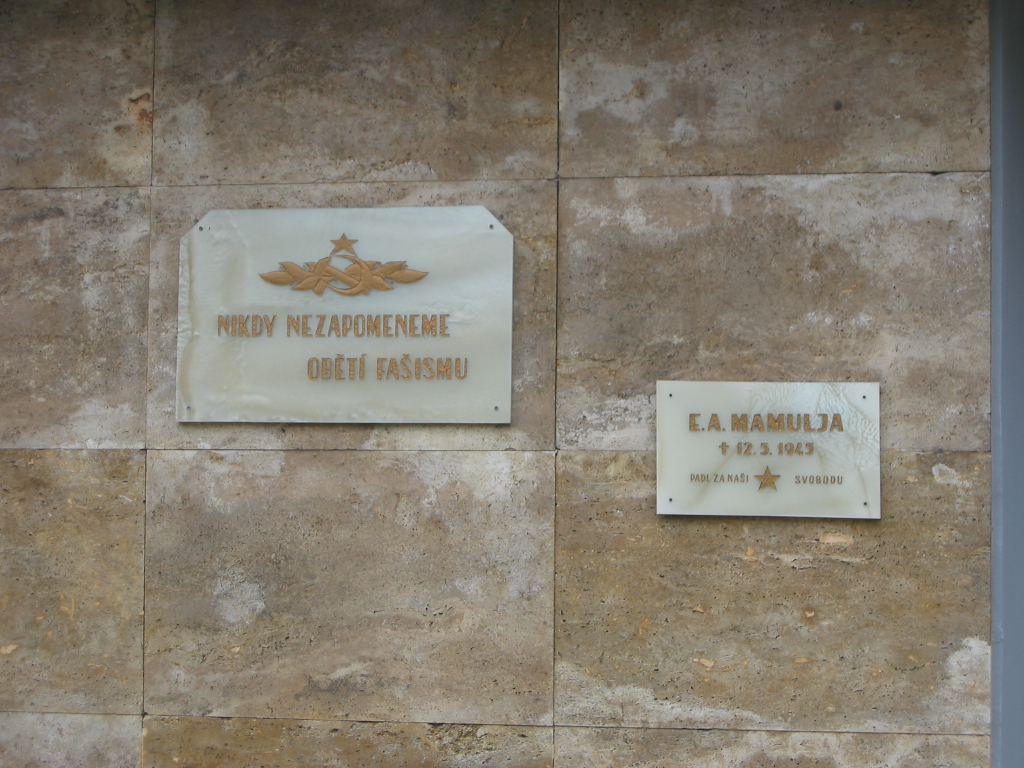 NIKDY NEZAPOMENEME
OBĚTÍ FAŠISMU
E.A. MAMULJA
† 12. 5. 1945
PADL ZA NAŠI SVOBODU